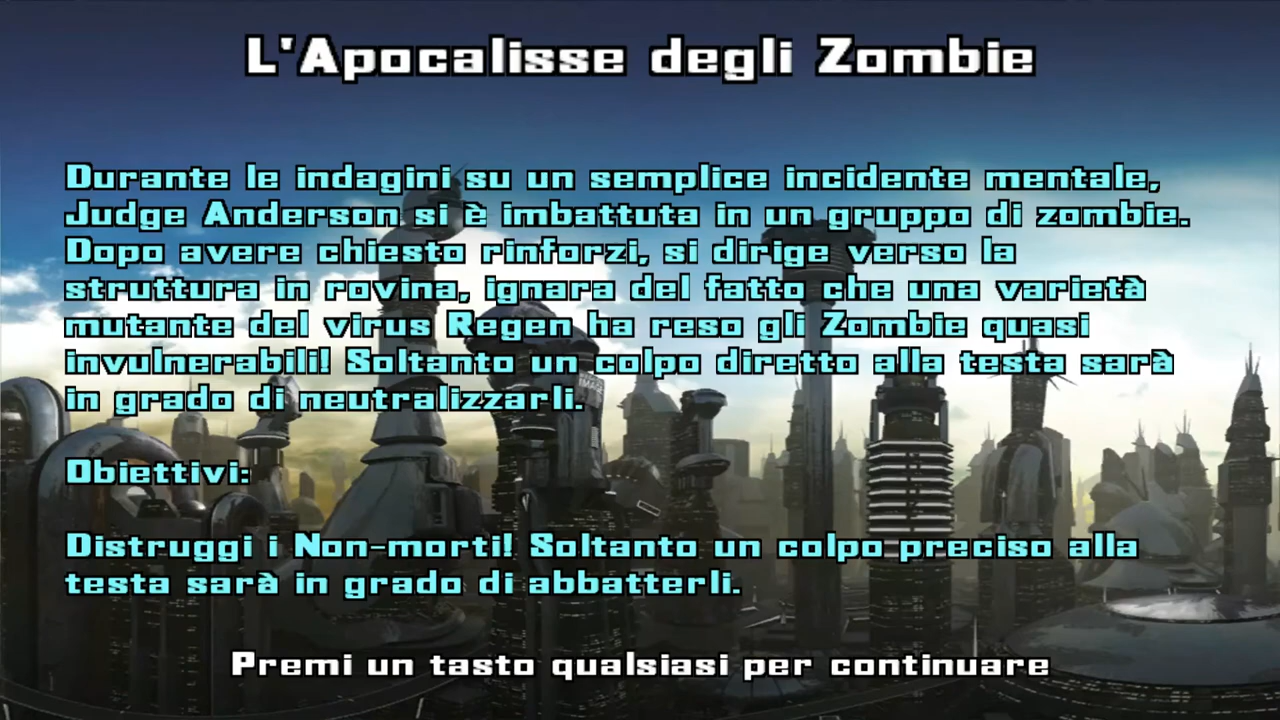 L'Apocalisse degli Zombie
Durante le indagini su un semplice incidente mentale,
Judge Anderson si è imbattuta in un gruppo di zombie.
Dopo avere chiesto rinforzi, si dirige verso la
struttura in rovina, ignara del fatto che una varietà
mutante del virus Regen ha reso gli Zombie quasi
invulnerabili! Soltanto un colpo diretto alla testa sarà
in grado di neutralizzarli.
Obiettivi:
Distruggi i Non-morti! Soltanto un colpo preciso alla
testa sarà in grado di abbatterli.
Premi un tasto qualsiasi per continuare